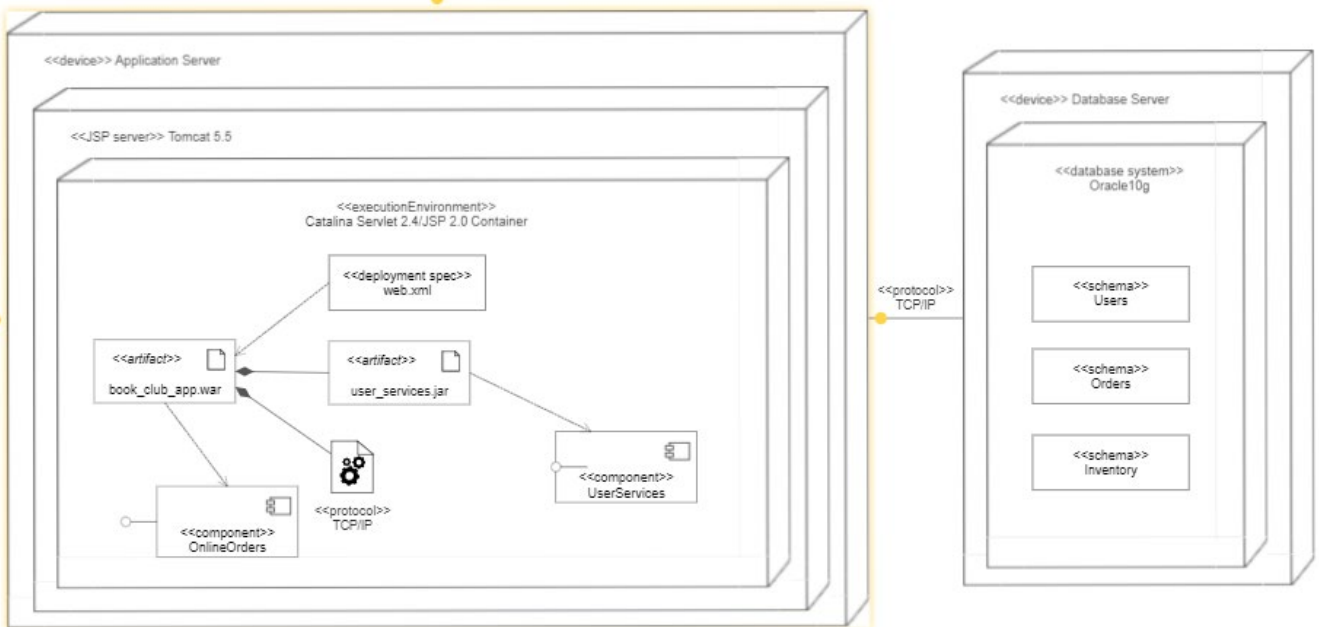 <<device>> Application Server
<<JSP server>> Tomcat 5.5
<<executionEnvironment>>
Catalina Servlet 2.4/JSP 2.0 Container
<<deployment spec>>
web.xml
<<artifact>>
book_club_app.war
<<artifact>>
user_services.jar
<<component>>
UserServices
<<protocol>>
TCP/IP
<<component>>
OnlineOrders
<<protocol>>
TCP/IP
<<device>> Database Server
<<database system>>
Oracle10g
<<schema>>
Users
<<schema>>
Orders
<<schema>>
Inventory